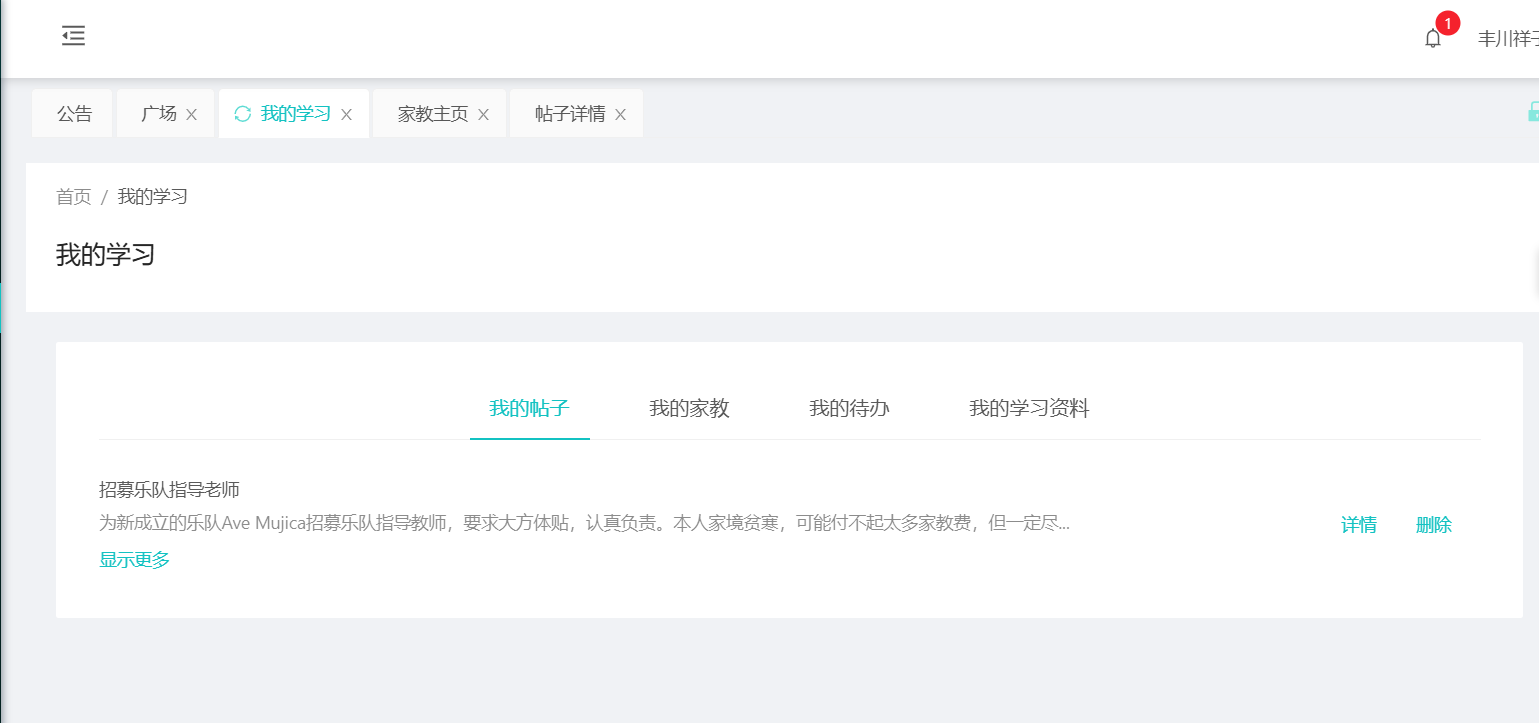 1
丰川祥子
公告 广场 X 我的学习 X 家教主页 X 帖子详情 X
首页 / 我的学习
我的学习
我的帖子 我的家教 我的待办 我的学习资料
招募乐队指导老师
为新成立的乐队Ave Mujica招募乐队指导教师，要求大方体贴，认真负责。本人家境贫寒，可能付不起太多家教费，但一定尽...
详情 删除
显示更多